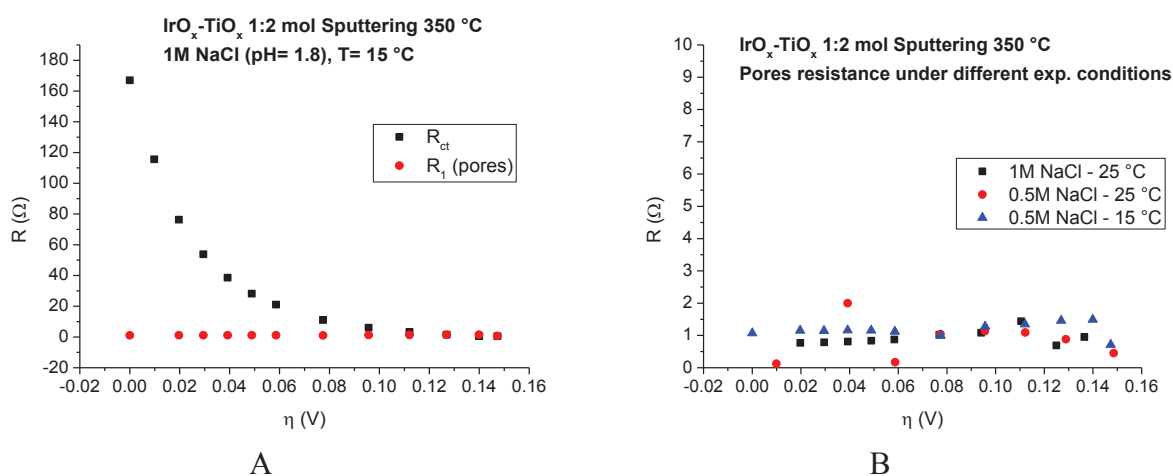 IrOx-TiOx 1:2 mol Sputtering 350 °C
1M NaCl (pH= 1.8), T= 15 °C
180
160
140
120
100
80
60
40
20
0
-20
R (Ω)
Rct
R1 (pores)
-0.02 0.00 0.02 0.04 0.06 0.08 0.10 0.12 0.14 0.16
η (V)
A
IrOx-TiOx 1:2 mol Sputtering 350 °C
Pores resistance under different exp. conditions
10
9
8
7
6
5
4
3
2
1
0
R (Ω)
1M NaCl - 25 °C
0.5M NaCl - 25 °C
0.5M NaCl - 15 °C
-0.02 0.00 0.02 0.04 0.06 0.08 0.10 0.12 0.14 0.16
η (V)
B